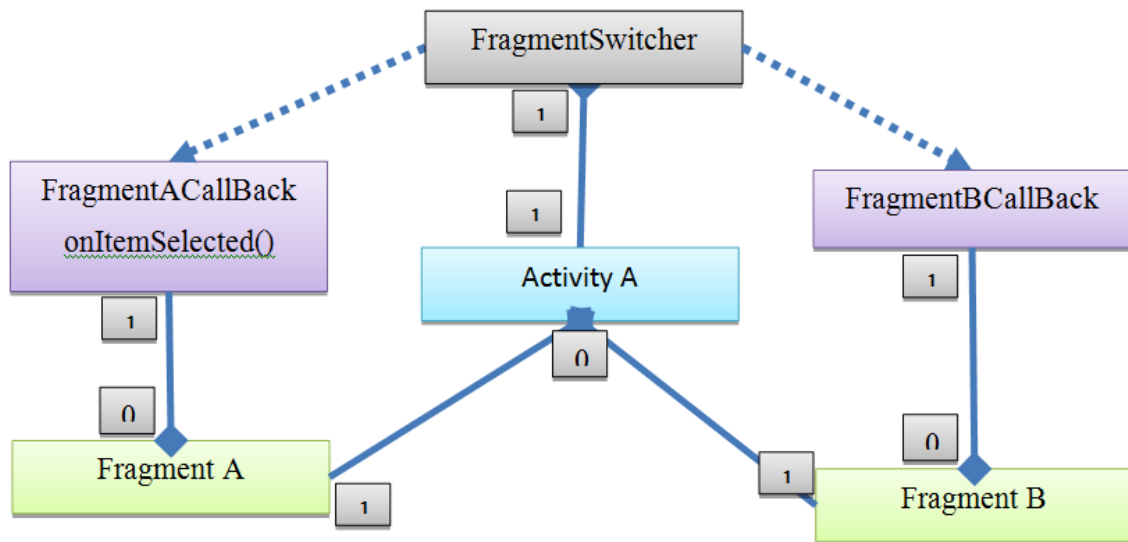 FragmentSwitcher
1
FragmentACallBack
onItemSelected()
FragmentBCallBack
1
Activity A
1
1
0
0
0
Fragment A
1
1
Fragment B